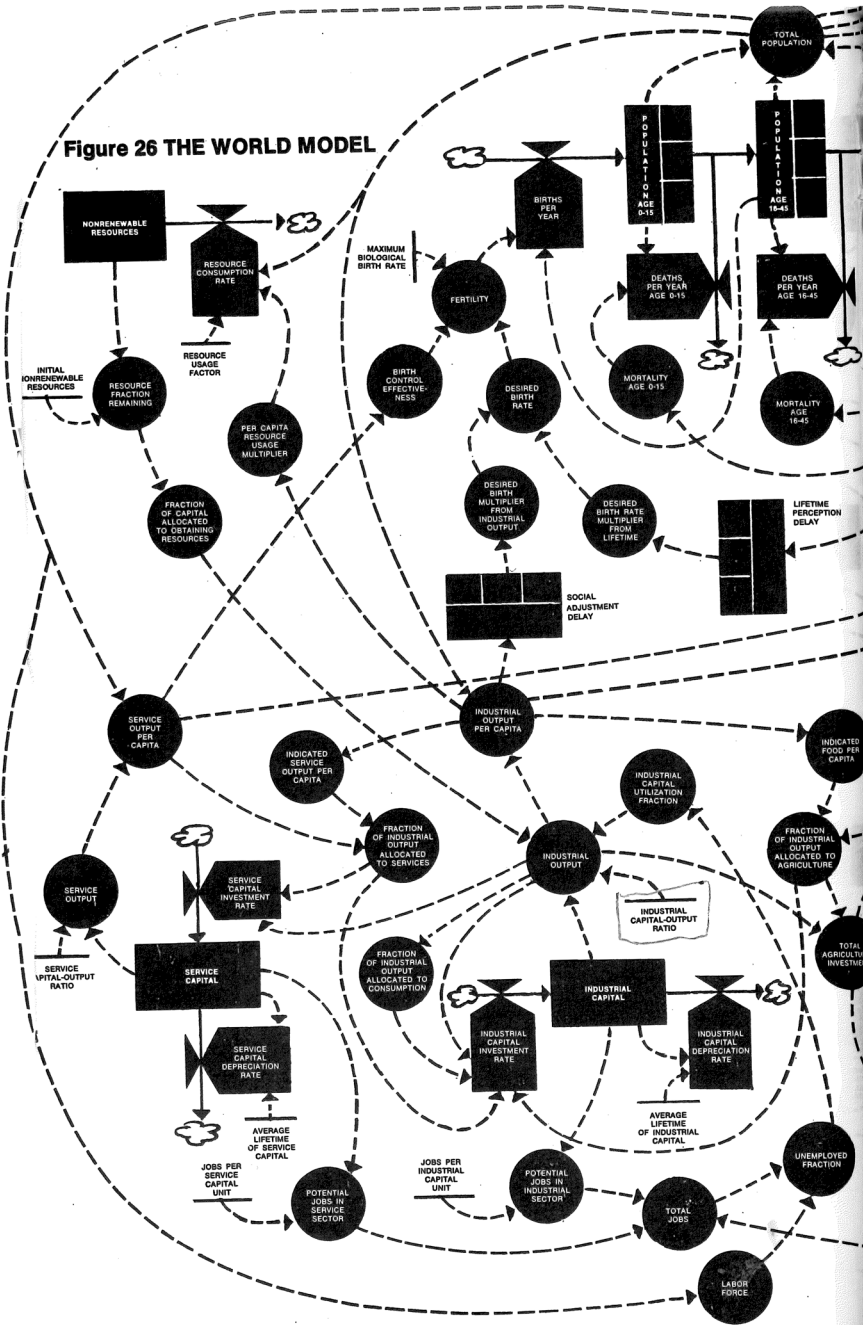 TOTAL
POPULATION
Figure 26 THE WORLD MODEL
POPULATION
AGE
0-15
POPULATION
AGE
16-45
NONRENEWABLE
RESOURCES
RESOURCE
CONSUMPTION
RATE
BIRTHS
PER
YEAR
MAXIMUM
BIOLOGICAL
BIRTH RATE
FERTILITY
DEATHS
PER YEAR
AGE 0-15
DEATHS
PER YEAR
AGE 16-45
RESOURCE
USAGE
FACTOR
INITIAL
ONRENEWABLE
RESOURCES
RESOURCE
FRACTION
REMAINING
BIRTH
CONTROL
EFFECTIVE-
NESS
DESIRED
BIRTH
RATE
MORTALITY
AGE 0-15
MORTALITY
AGE
16-45
PER CAPITA
RESOURCE
USAGE
MULTIPLIER
FRACTION
OF CAPITAL
ALLOCATED
TO OBTAINING
RESOURCES
DESIRED
BIRTH
MULTIPLIER
FROM
INDUSTRIAL
OUTPUT
DESIRED
BIRTH RATE
MULTIPLIER
FROM
LIFETIME
LIFETIME
PERCEPTION
DELAY
SOCIAL
ADJUSTMENT
DELAY
SERVICE
OUTPUT
PER
CAPITA
INDUSTRIAL
OUTPUT
PER CAPITA
INDICATED
SERVICE
OUTPUT PER
CAPITA
INDUSTRIAL
CAPITAL
UTILIZATION
FRACTION
INDICATED
FOOD PER
CAPITA
FRACTION
OF INDUSTRIAL
OUTPUT
ALLOCATED
TO SERVICES
INDUSTRIAL
OUTPUT
FRACTION
OF INDUSTRIAL
OUTPUT
ALLOCATED TO
AGRICULTURE
SERVICE
OUTPUT
SERVICE
CAPITAL
INVESTMENT
RATE
INDUSTRIAL
CAPITAL-OUTPUT
RATIO
TOTAL
AGRICULTU
INVESTME
SERVICE
APITAL-OUTPUT
RATIO
SERVICE
CAPITAL
FRACTION
OF INDUSTRIAL
OUTPUT
ALLOCATED TO
CONSUMPTION
INDUSTRIAL
CAPITAL
SERVICE
CAPITAL
DEPRECIATION
RATE
INDUSTRIAL
CAPITAL
INVESTMENT
RATE
INDUSTRIAL
CAPITAL
DEPRECIATION
RATE
AVERAGE
LIFETIME
OF SERVICE
CAPITAL
AVERAGE
LIFETIME
OF INDUSTRIAL
CAPITAL
JOBS PER
SERVICE
CAPITAL
UNIT
POTENTIAL
JOBS IN
SERVICE
SECTOR
JOBS PER
INDUSTRIAL
CAPITAL
UNIT
POTENTIAL
JOBS IN
INDUSTRIAL
SECTOR
TOTAL
JOBS
UNEMPLOYED
FRACTION
LABOR
FORCE